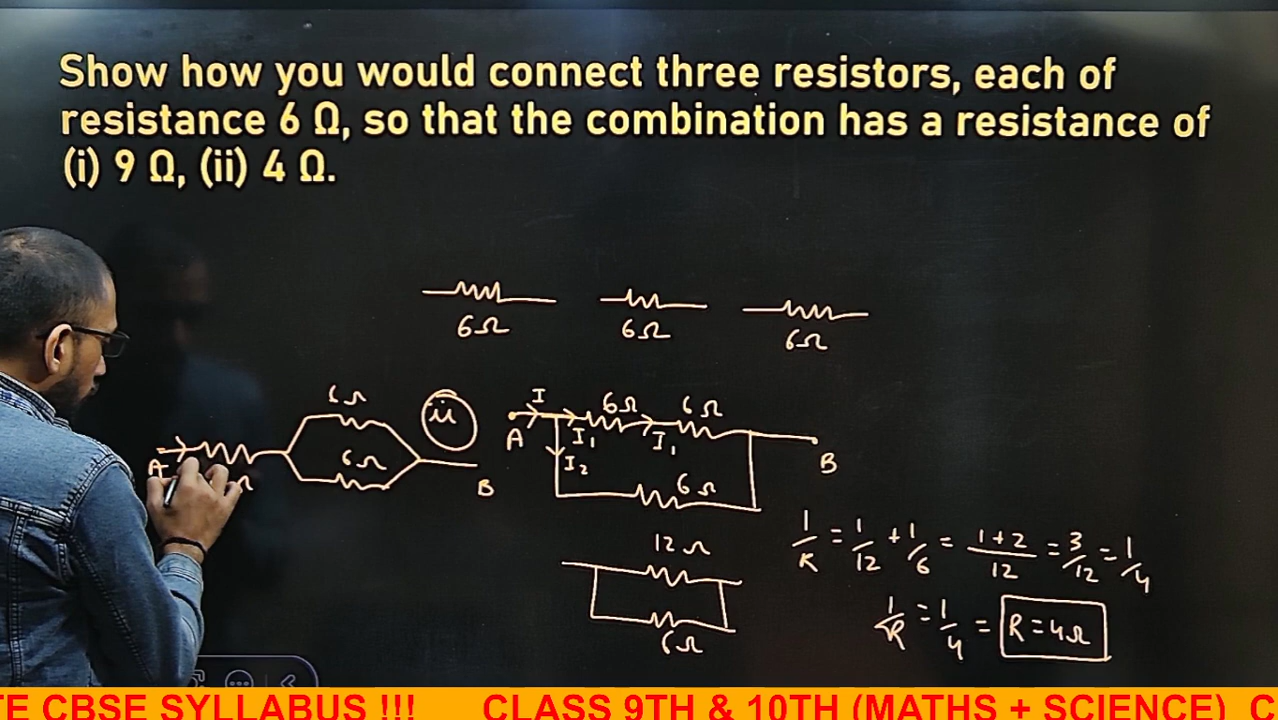 Show how you would connect three resistors, each of
resistance 6 Ω, so that the combination has a resistance of
(i) 9 Ω, (ii) 4 Ω.
6Ω 6Ω 6Ω
6Ω
6Ω
A
B
ii
I 6Ω 6Ω
A I₁ I₁ B
I₂
6Ω
12Ω
6Ω
1/R = 1/12 + 1/6 = 1+2/12 = 3/12 = 1/4
1/R = 1/4 = R = 4Ω
TE CBSE SYLLABUS !!! CLASS 9TH & 10TH (MATHS + SCIENCE) C